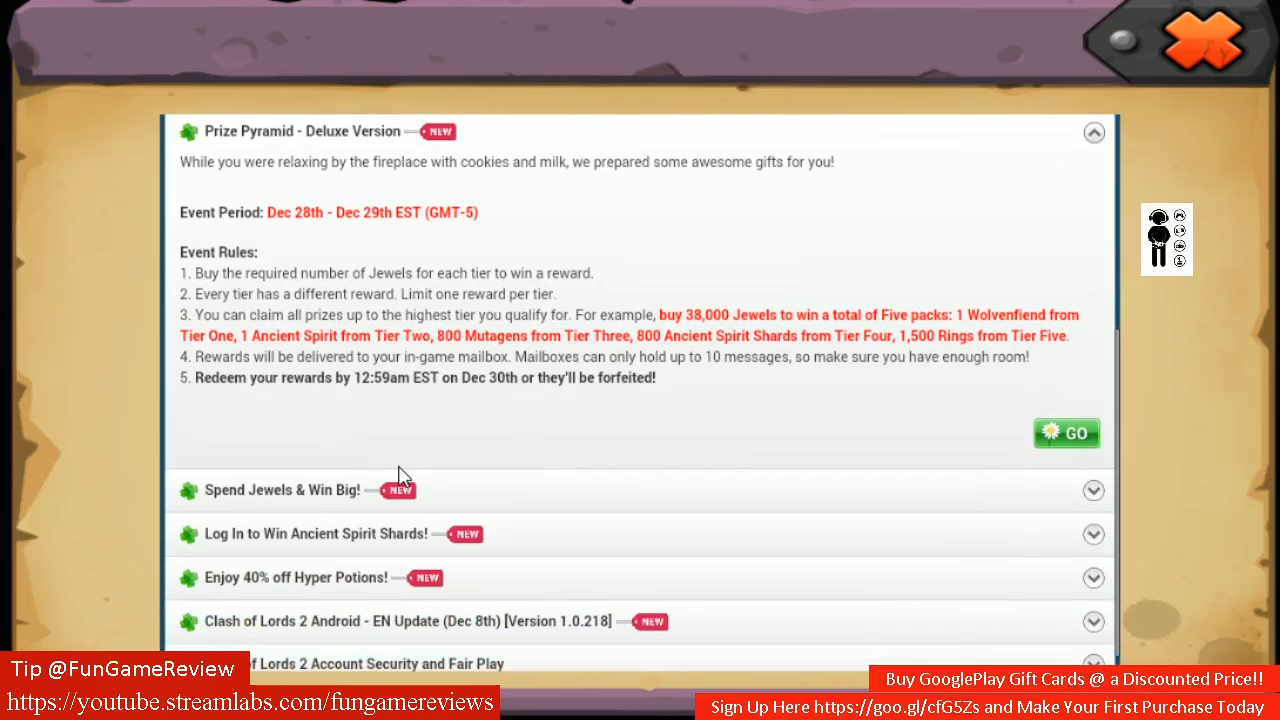 Prize Pyramid - Deluxe Version NEW
While you were relaxing by the fireplace with cookies and milk, we prepared some awesome gifts for you!
Event Period: Dec 28th - Dec 29th EST (GMT-5)
Event Rules:
1. Buy the required number of Jewels for each tier to win a reward.
2. Every tier has a different reward. Limit one reward per tier.
3. You can claim all prizes up to the highest tier you qualify for. For example, buy 38,000 Jewels to win a total of Five packs: 1 Wolvenfiend from
Tier One, 1 Ancient Spirit from Tier Two, 800 Mutagens from Tier Three, 800 Ancient Spirit Shards from Tier Four, 1,500 Rings from Tier Five.
4. Rewards will be delivered to your in-game mailbox. Mailboxes can only hold up to 10 messages, so make sure you have enough room!
5. Redeem your rewards by 12:59am EST on Dec 30th or they'll be forfeited!
GO
Spend Jewels & Win Big! NEW
Log In to Win Ancient Spirit Shards! NEW
Enjoy 40% off Hyper Potions! NEW
Clash of Lords 2 Android - EN Update (Dec 8th) [Version 1.0.218] NEW
of Lords 2 Account Security and Fair Play
Tip @FunGameReview
https://youtube.streamlabs.com/fungamereviews
Buy GooglePlay Gift Cards @ a Discounted Price!!
Sign Up Here https://goo.gl/cfG5Zs and Make Your First Purchase Today